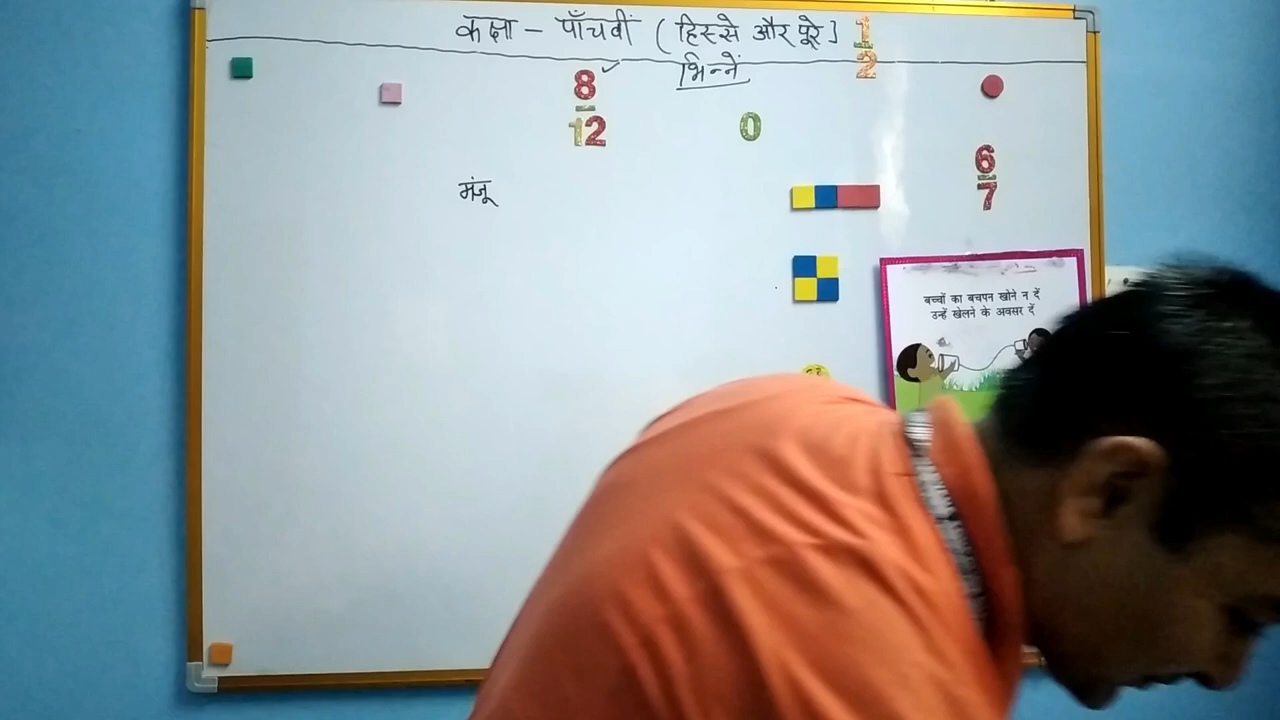 कक्षा - पाँचवीं ( हिस्से और पूरे ) 1/2
भिन्नें
8/12 ✓
0
6/7
मंजू
बच्चों का बचपन खोने न दें
उन्हें खेलने के अवसर दें